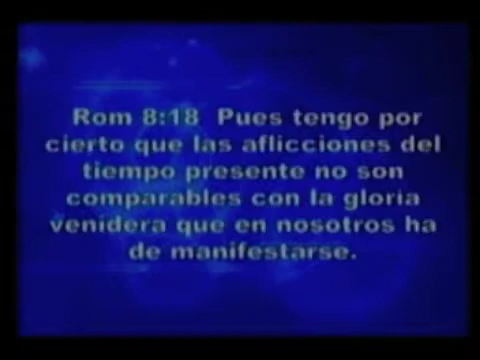 Rom 8:18 Pues tengo por
cierto que las aflicciones del
tiempo presente no son
comparables con la gloria
venidera que en nosotros ha
de manifestarse.